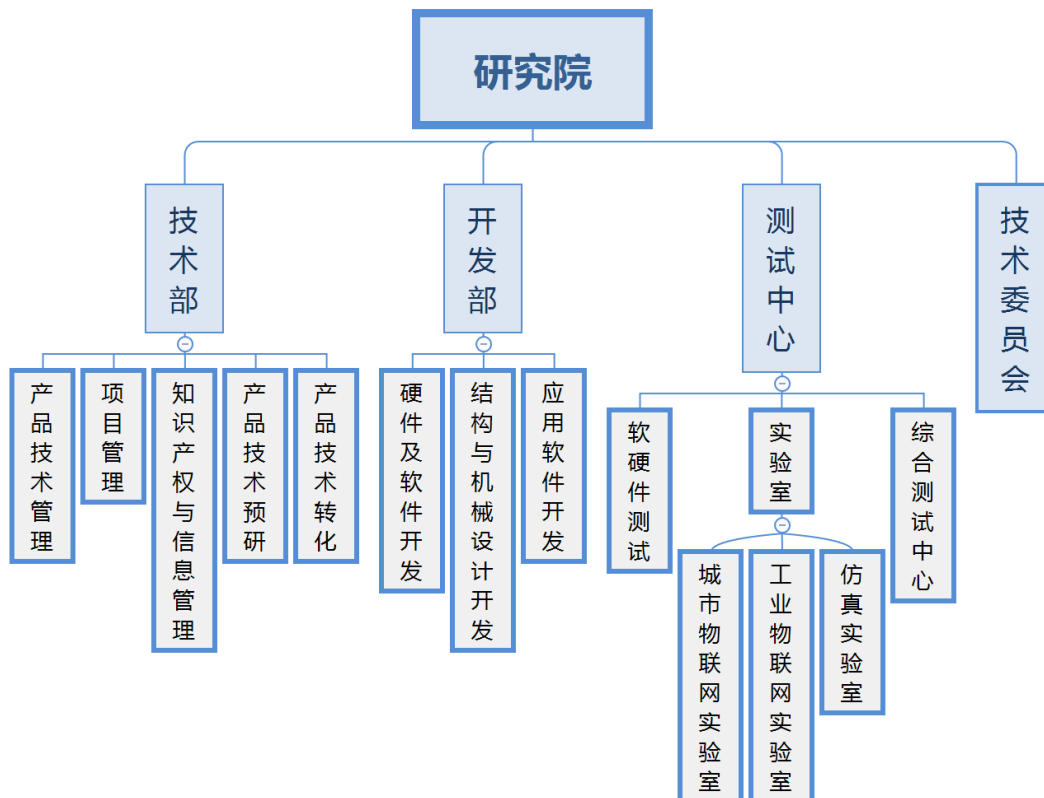 研究院
技术部
开发部
测试中心
技术委员会
产品技术管理
项目管理
知识产权与信息管理
产品技术预研
产品技术转化
硬件及软件开发
结构与机械设计开发
应用软件开发
软硬件测试
实验室
综合测试中心
城市物联网实验室
工业物联网实验室
仿真实验室